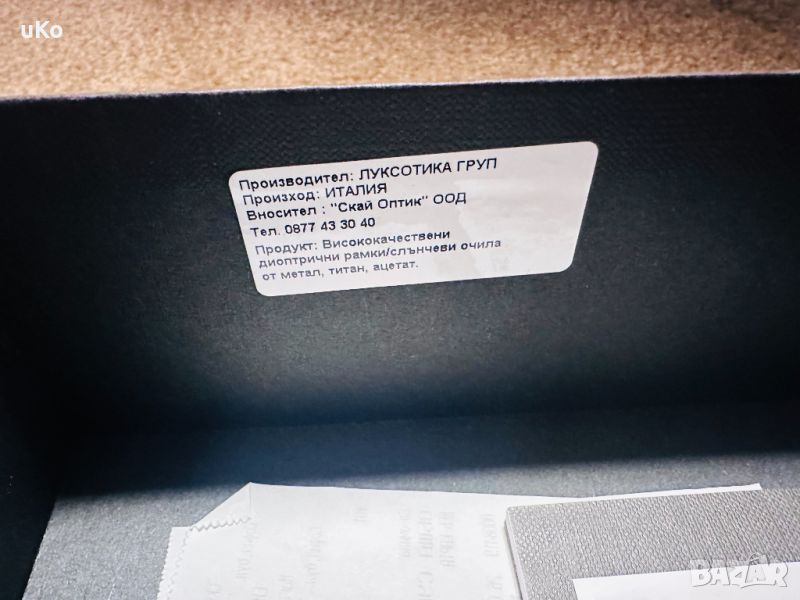 uKo
Производител: ЛУКСОТИКА ГРУП
Произход: ИТАЛИЯ
Вносител : "Скай Оптик" ООД
Тел. 0877 43 30 40
Продукт: Висококачествени
диоптрични рамки/слънчеви очила
от метал, титан, ацетат.
BAZAR